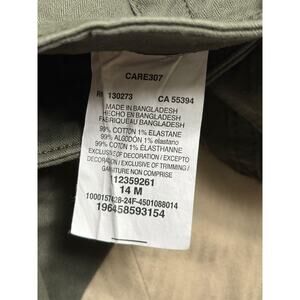 CARE307
RN 130273 CA 55394
MADE IN BANGLADESH
HECHO EN BANGLADESH
FABRIQUÉ AU BANGLADESH
99% COTTON 1% ELASTANE
99% ALGODÓN 1% elastano
99% COTON 1% ÉLASTHANNE
EXCLUSIVE OF DECORATION / EXCEPTO
DECORACIÓN / EXCLUSIVE OF TRIMMING /
GARNITURE NON COMPRISE
12359261
14 M
-24F-4501088014
196458593154